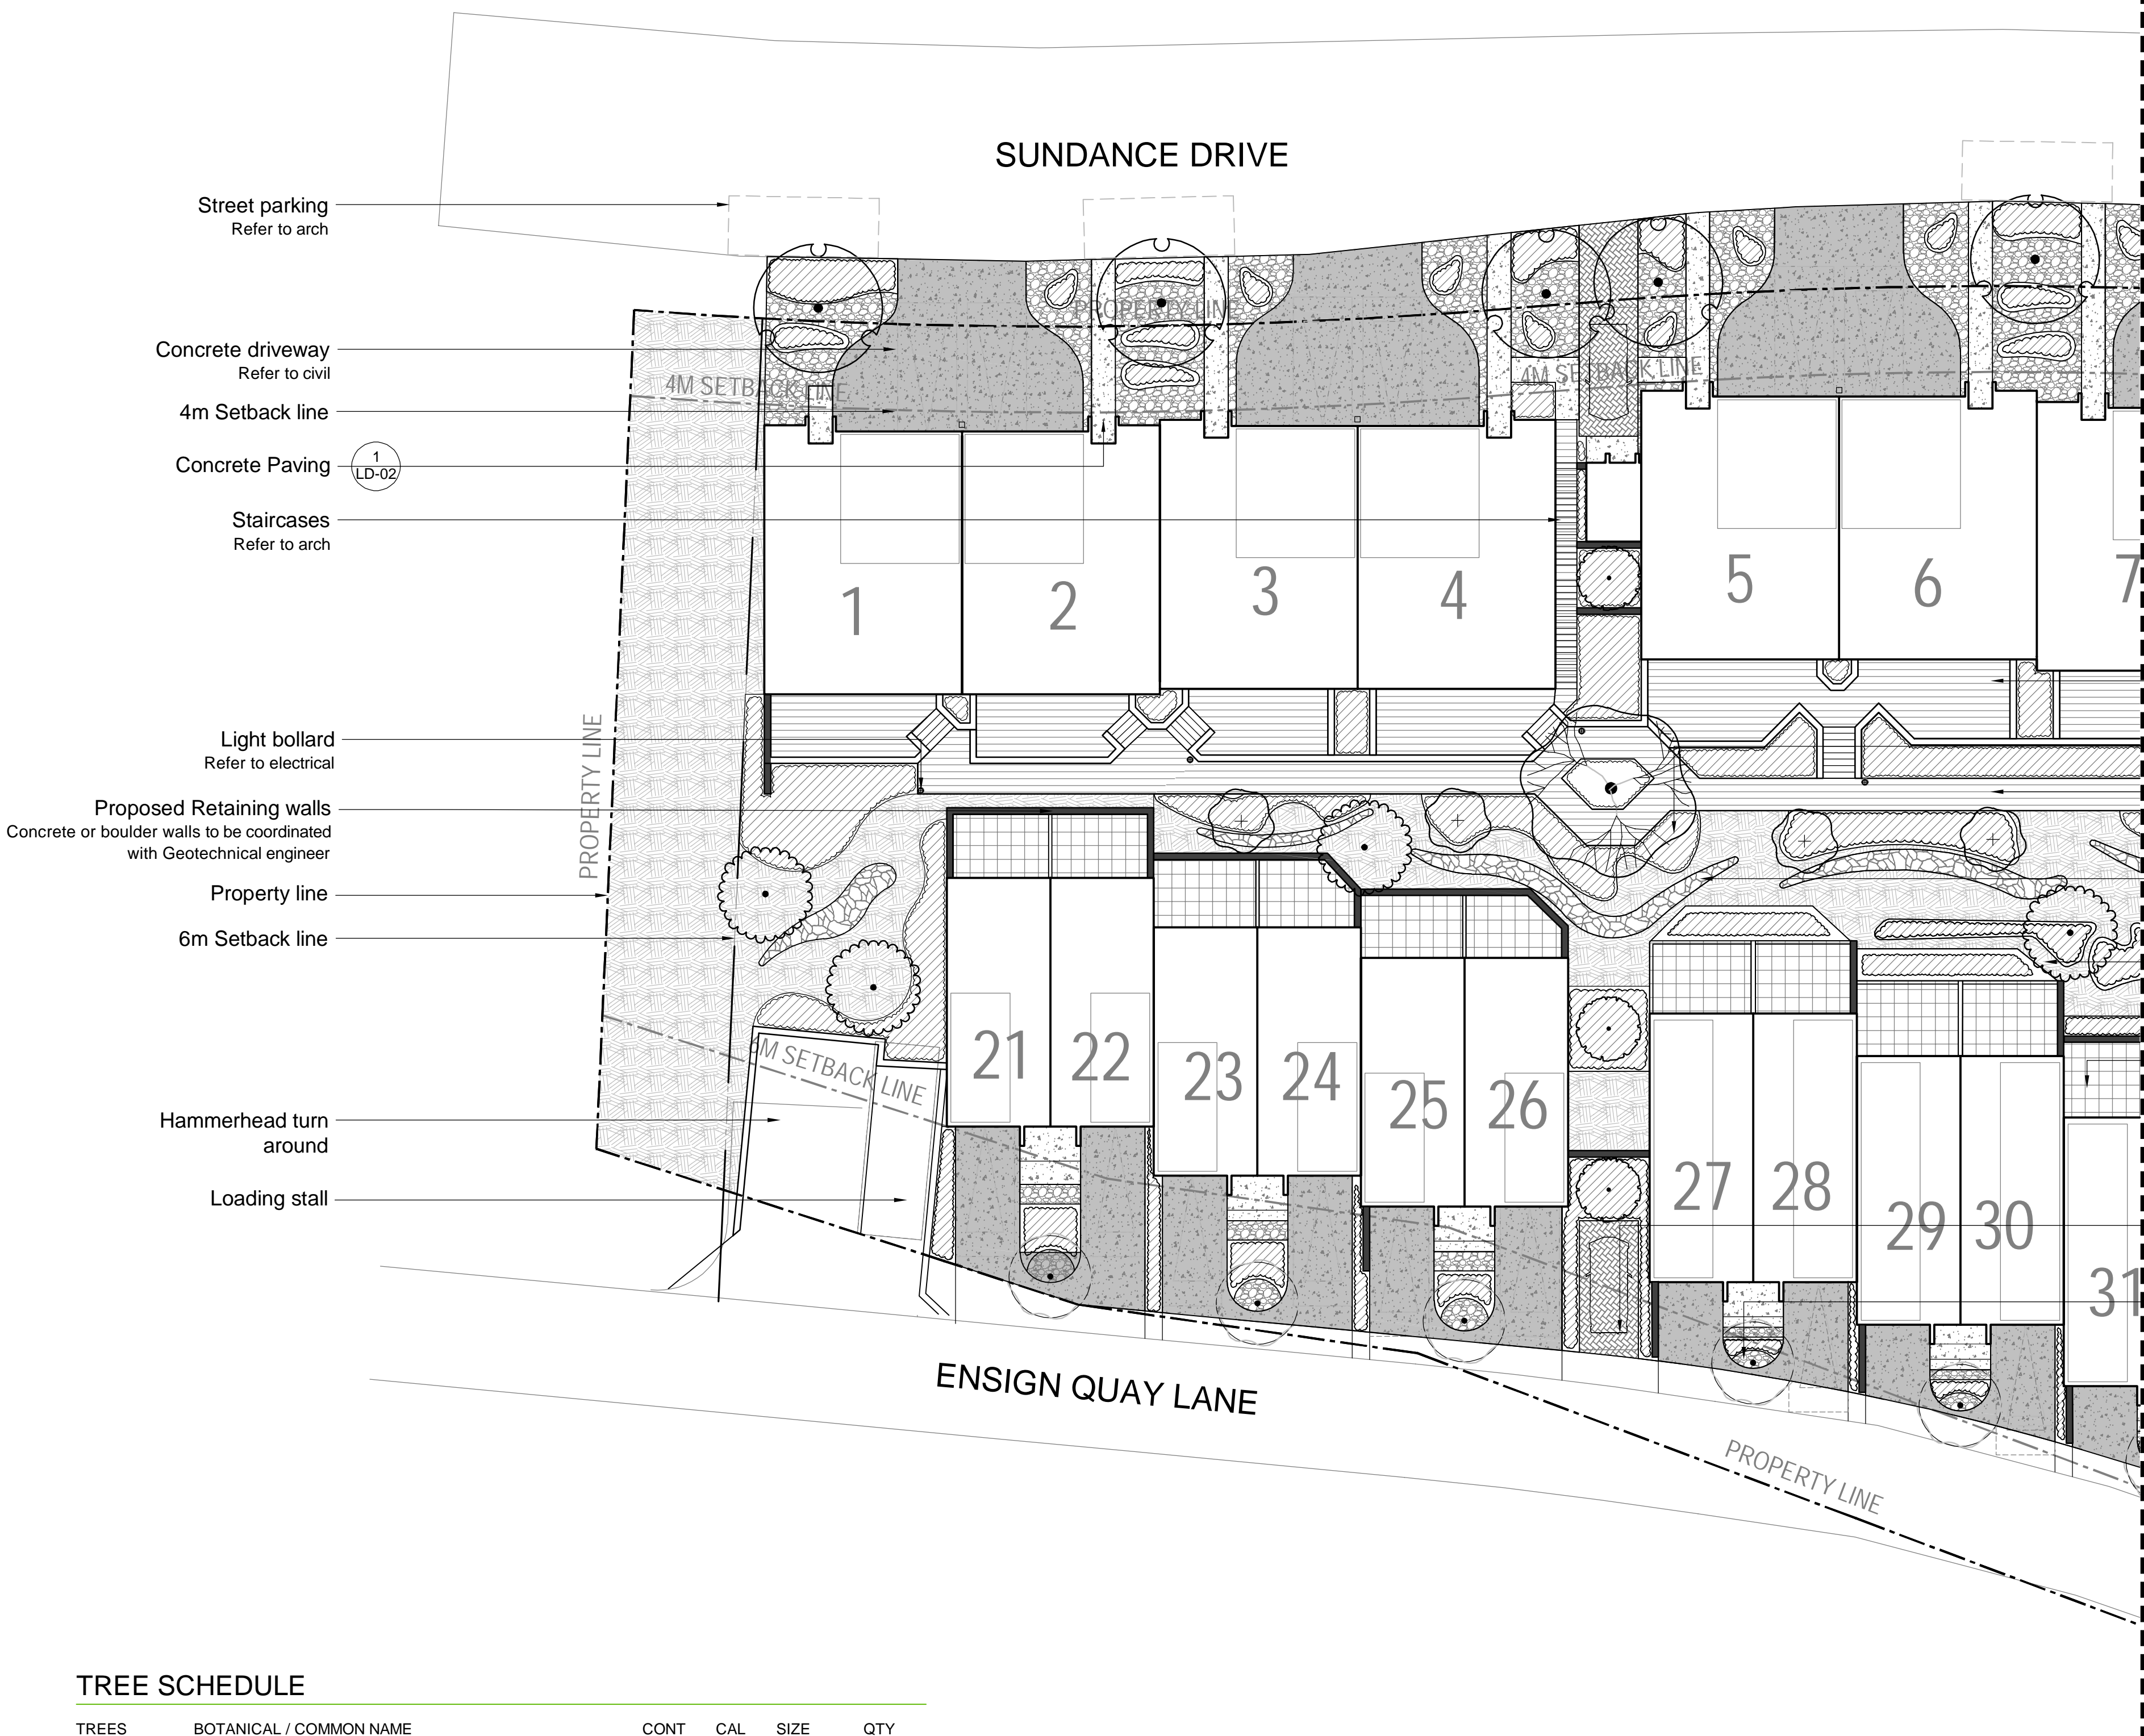 SUNDANCE DRIVE
Street parking
Refer to arch
PROPERTY LINE
Concrete driveway
Refer to civil
4M SETBACK LINE
4M SETBACK LINE
4m Setback line
Concrete Paving
1
LD-02
Staircases
Refer to arch
1
2
3
4
5
6
7
PROPERTY LINE
Light bollard
Refer to electrical
Proposed Retaining walls
Concrete or boulder walls to be coordinated
with Geotechnical engineer
Property line
6m Setback line
M SETBACK LINE
21
22
23
24
25
26
27
28
29
30
31
Hammerhead turn
around
Loading stall
ENSIGN QUAY LANE
PROPERTY LINE
TREE SCHEDULE
TREES BOTANICAL / COMMON NAME CONT CAL SIZE QTY